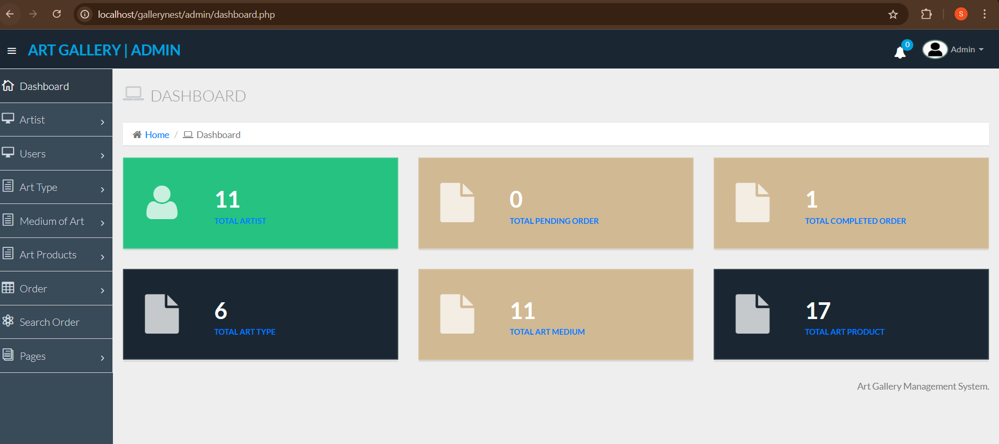 localhost/gallerynest/admin/dashboard.php
S
ART GALLERY | ADMIN
0
Admin
Dashboard
Artist
Users
Art Type
Medium of Art
Art Products
Order
Search Order
Pages
DASHBOARD
Home / Dashboard
11
TOTAL ARTIST
0
TOTAL PENDING ORDER
1
TOTAL COMPLETED ORDER
6
TOTAL ART TYPE
11
TOTAL ART MEDIUM
17
TOTAL ART PRODUCT
Art Gallery Management System.